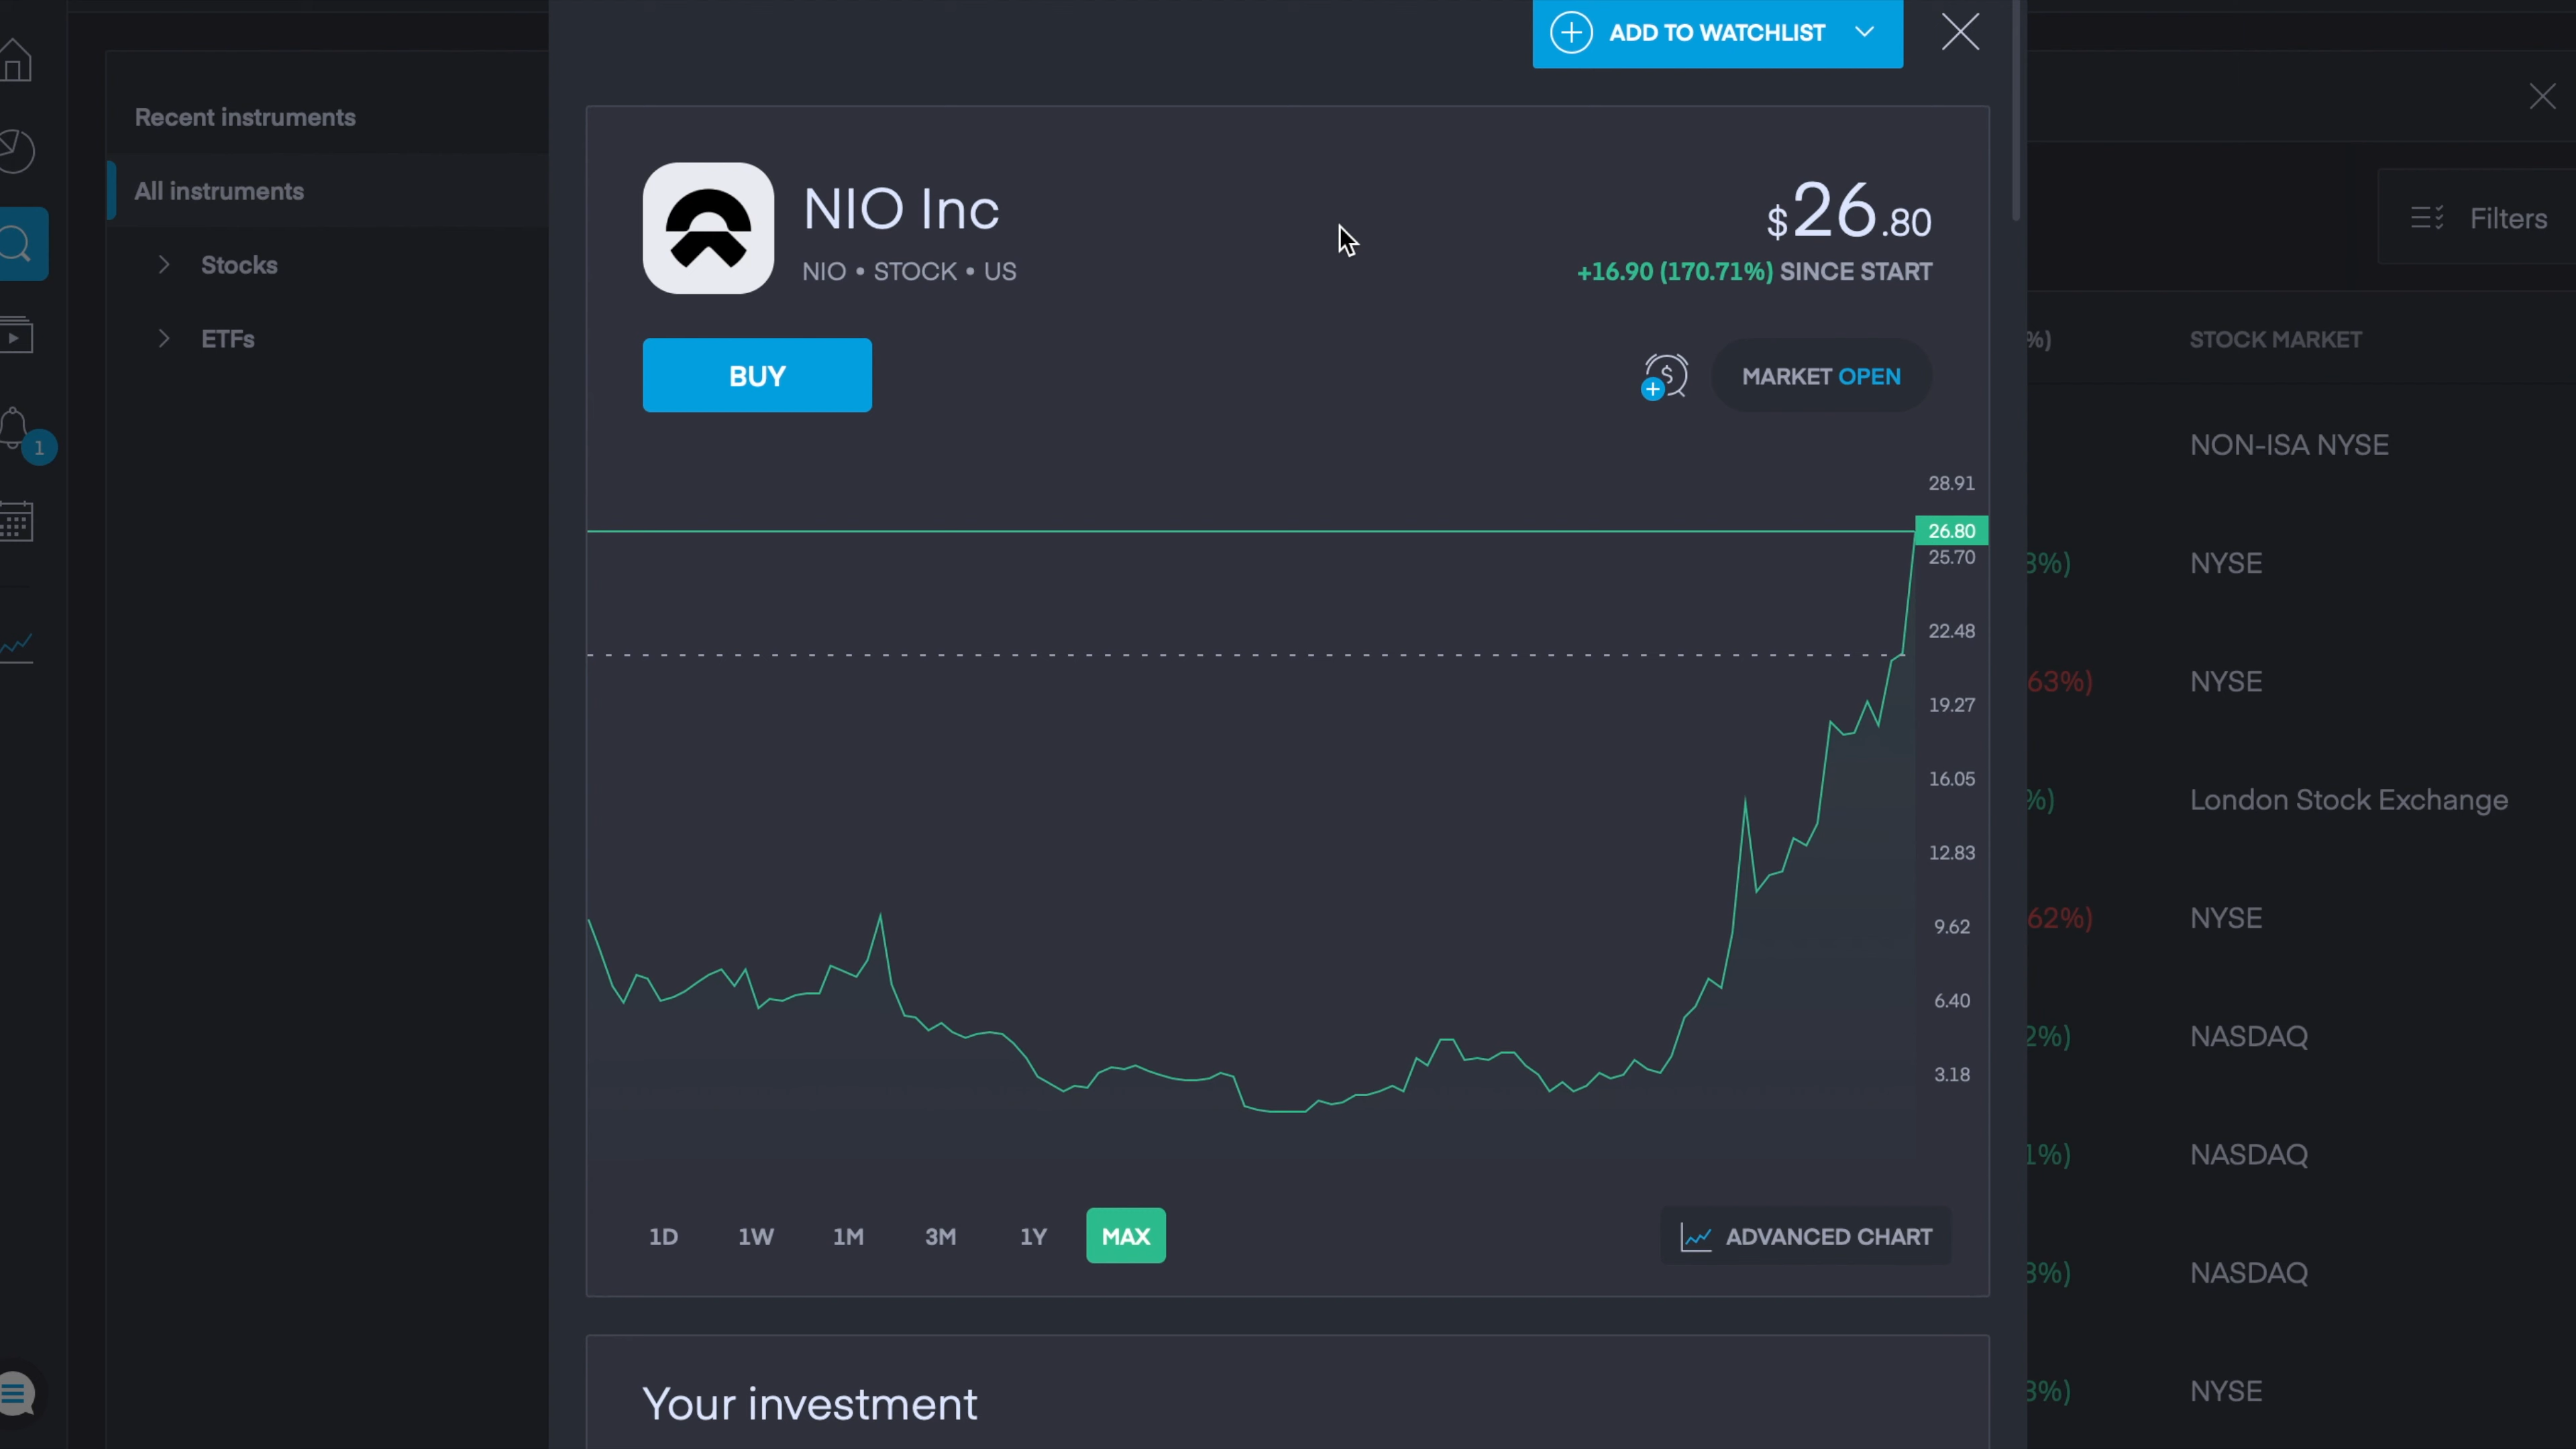 ADD TO WATCHLIST
Recent instruments
All instruments
Stocks
ETFs
1
NIO Inc
NIO • STOCK • US
$26.80
+16.90 (170.71%) SINCE START
BUY
MARKET OPEN
28.91
26.80
25.70
22.48
19.27
16.05
12.83
9.62
6.40
3.18
1D 1W 1M 3M 1Y MAX
ADVANCED CHART
Your investment
Filters
%) STOCK MARKET
NON-ISA NYSE
3%) NYSE
63%) NYSE
%) London Stock Exchange
62%) NYSE
2%) NASDAQ
1%) NASDAQ
3%) NASDAQ
3%) NYSE